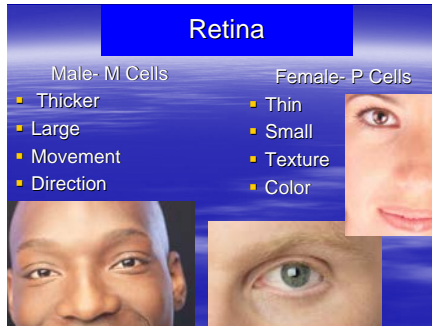 Retina
Male- M Cells
Thicker
Large
Movement
Direction
Female- P Cells
Thin
Small
Texture
Color